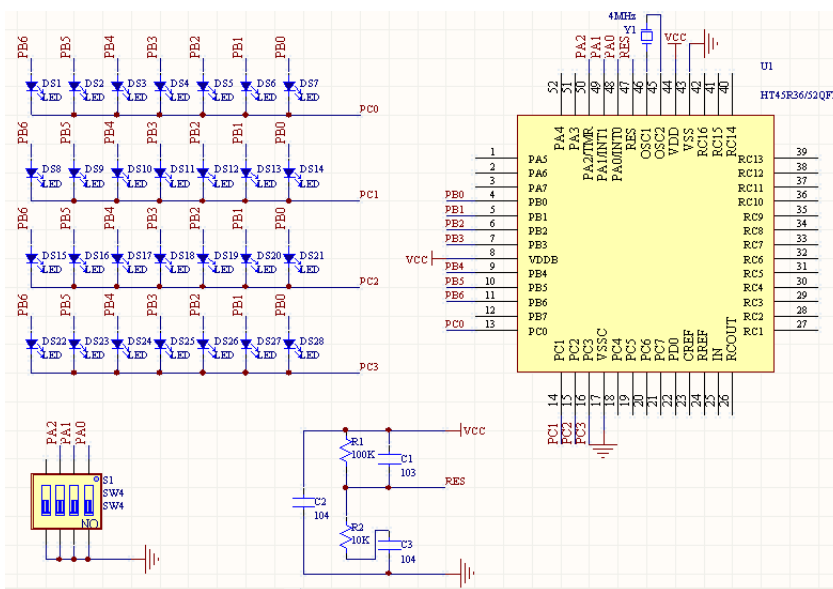 PB6 PB5 PB4 PB3 PB2 PB1 PB0
DS1 DS2 DS3 DS4 DS5 DS6 DS7
LED LED LED LED LED LED LED
PC0
PB6 PB5 PB4 PB3 PB2 PB1 PB0
DS8 DS9 DS10 DS11 DS12 DS13 DS14
LED LED LED LED LED LED LED
PC1
PB6 PB5 PB4 PB3 PB2 PB1 PB0
DS15 DS16 DS17 DS18 DS19 DS20 DS21
LED LED LED LED LED LED LED
PC2
PB6 PB5 PB4 PB3 PB2 PB1 PB0
DS22 DS23 DS24 DS25 DS26 DS27 DS28
LED LED LED LED LED LED LED
PC3
4MHz
Y1
VCC
PA2 PA1 PA0 RES
U1
HT45R36/52QF
52 51 50 49 48 47 46 45 44 43 42 41 40
PA4 PA3 PA2/TMR PA1/INT1 PA0/INT0 RES OSC1 OSC2 VDD VSS RC16 RC15 RC14
1 PA5 RC13 39
2 PA6 RC12 38
3 PA7 RC11 37
PB0 4 PB0 RC10 36
PB1 5 PB1 RC9 35
PB2 6 PB2 RC8 34
PB3 7 PB3 RC7 33
VCC 8 VDDB RC6 32
PB4 9 PB4 RC5 31
PB5 10 PB5 RC4 30
PB6 11 PB6 RC3 29
12 PB7 RC2 28
PC0 13 PC0 RC1 27
PC1 PC2 PC3 VSSC PC4 PC5 PC6 PC7 PD0 CREF RREF IN RCOUT
14 15 16 17 18 19 20 21 22 23 24 25 26
PC1 PC2 PC3
PA2 PA1 PA0
S1
SW4
SW4
ON
VCC
R1
100K
C1
103
RES
C2
104
R2
10K
C3
104